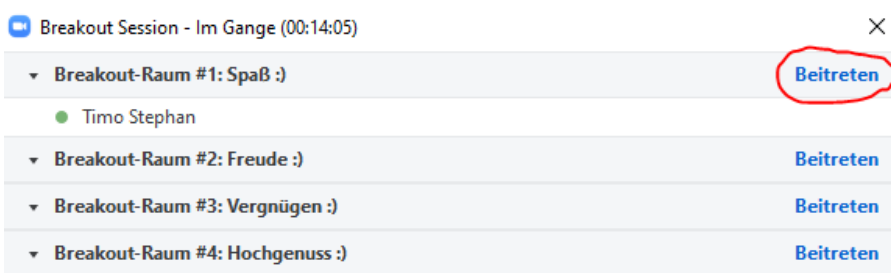 Breakout Session - Im Gange (00:14:05)
Breakout-Raum #1: Spaß :) Beitreten
Timo Stephan
Breakout-Raum #2: Freude :) Beitreten
Breakout-Raum #3: Vergnügen :) Beitreten
Breakout-Raum #4: Hochgenuss :) Beitreten